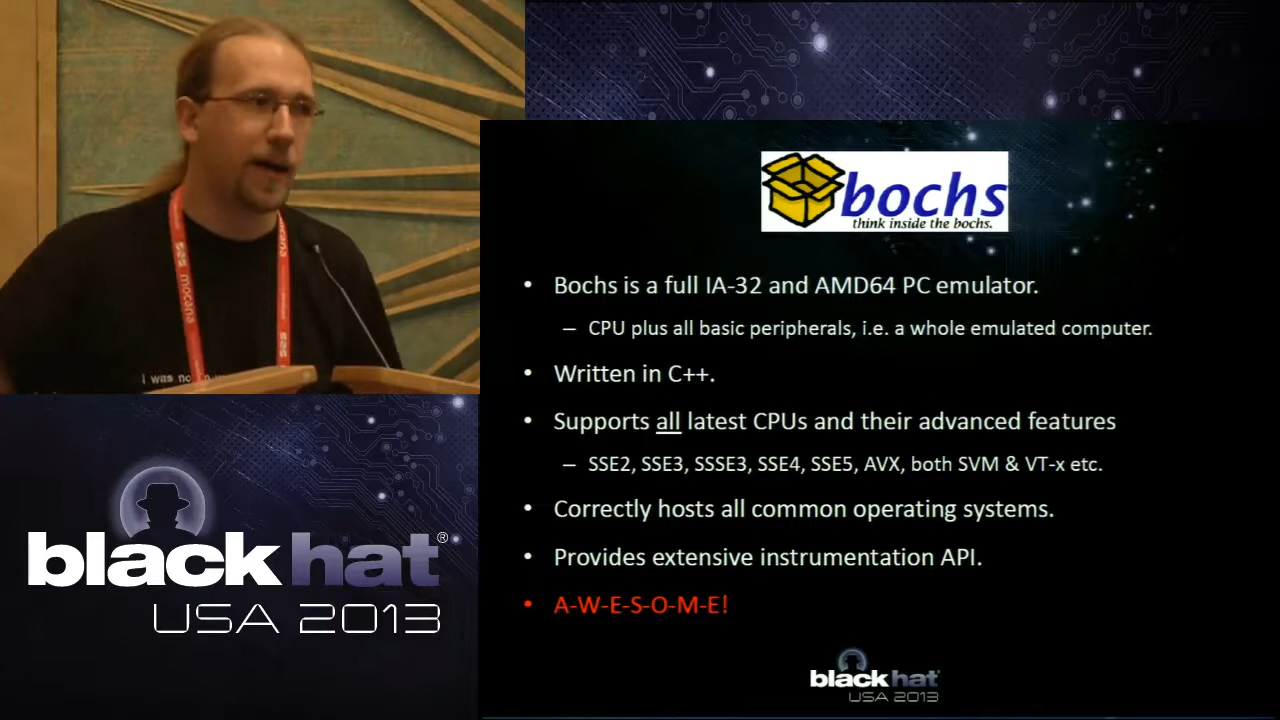 bochs
think inside the bochs.
• Bochs is a full IA-32 and AMD64 PC emulator.
– CPU plus all basic peripherals, i.e. a whole emulated computer.
• Written in C++.
• Supports all latest CPUs and their advanced features
– SSE2, SSE3, SSSE3, SSE4, SSE5, AVX, both SVM & VT-x etc.
• Correctly hosts all common operating systems.
• Provides extensive instrumentation API.
• A-W-E-S-O-M-E!
black hat
USA 2013
mocana
I was
black hat®
USA 2013